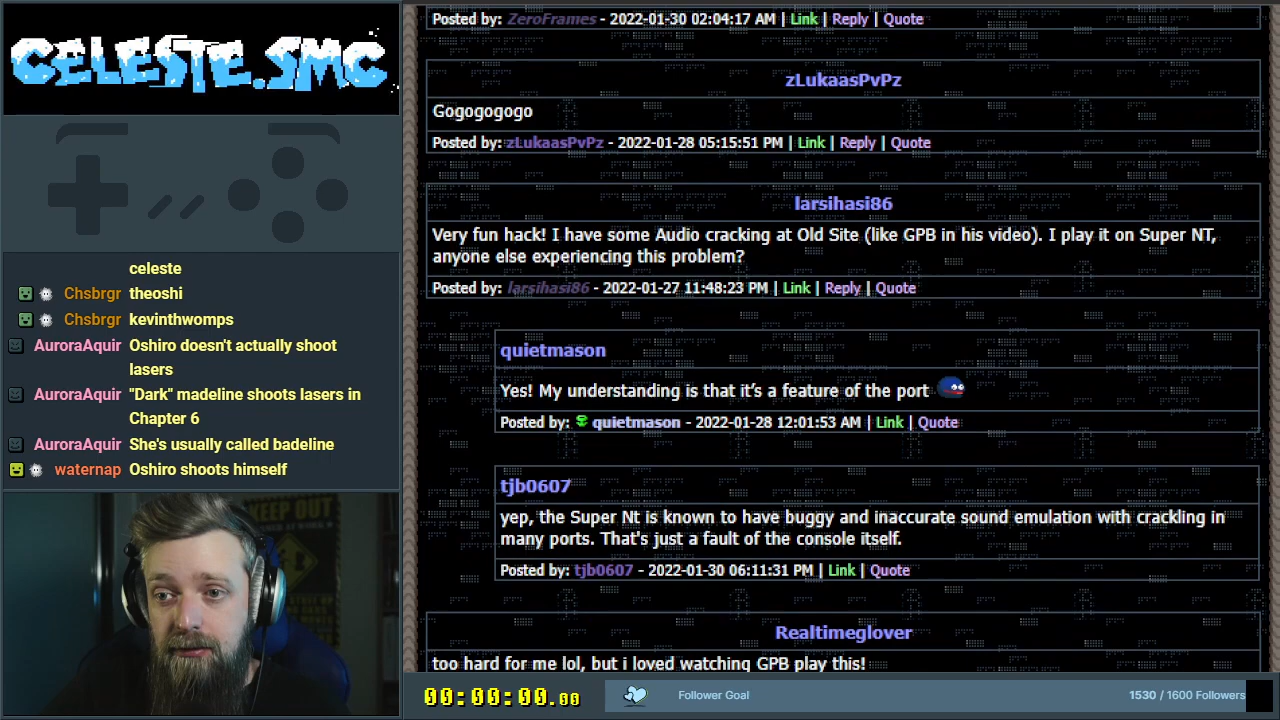 CELESTE.SMC
celeste
Chsbrgr theoshi
Chsbrgr kevinthwomps
AuroraAquir Oshiro doesn't actually shoot
lasers
AuroraAquir "Dark" madeline shoots lasers in
Chapter 6
AuroraAquir She's usually called badeline
waternap Oshiro shoots himself
Posted by: ZeroFrames - 2022-01-30 02:04:17 AM | Link | Reply | Quote
zLukaasPvPz
Gogogogogo
Posted by: zLukaasPvPz - 2022-01-28 05:15:51 PM | Link | Reply | Quote
larsihasi86
Very fun hack! I have some Audio cracking at Old Site (like GPB in his video). I play it on Super NT,
anyone else experiencing this problem?
Posted by: larsihasi86 - 2022-01-27 11:48:23 PM | Link | Reply | Quote
quietmason
Yes! My understanding is that it's a feature of the port
Posted by: quietmason - 2022-01-28 12:01:53 AM | Link | Quote
tjb0607
yep, the Super Nt is known to have buggy and inaccurate sound emulation with crackling in
many ports. That's just a fault of the console itself.
Posted by: tjb0607 - 2022-01-30 06:11:31 PM | Link | Quote
Realtimeglover
too hard for me lol, but i loved watching GPB play this!
00:00:00.00
Follower Goal
1530 / 1600 Followers